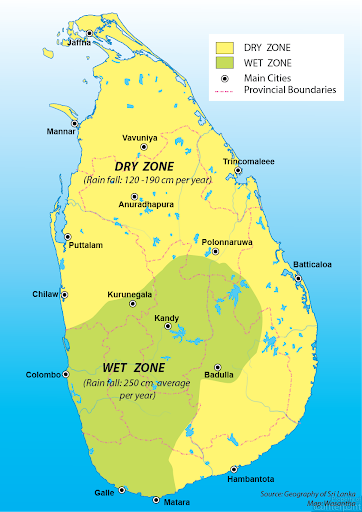 Jaffna
DRY ZONE
WET ZONE
Main Cities
Provincial Boundaries
Mannar
Vavuniya
Trincomaleee
DRY ZONE
(Rain fall: 120 -190 cm per year)
Anuradhapura
Puttalam
Polonnaruwa
Batticaloa
Chilaw
Kurunegala
Kandy
WET ZONE
(Rain fall: 250 cm average
per year)
Colombo
Badulla
Hambantota
Galle
Matara
Source: Geography of Sri Lanka
Map: Wasantha